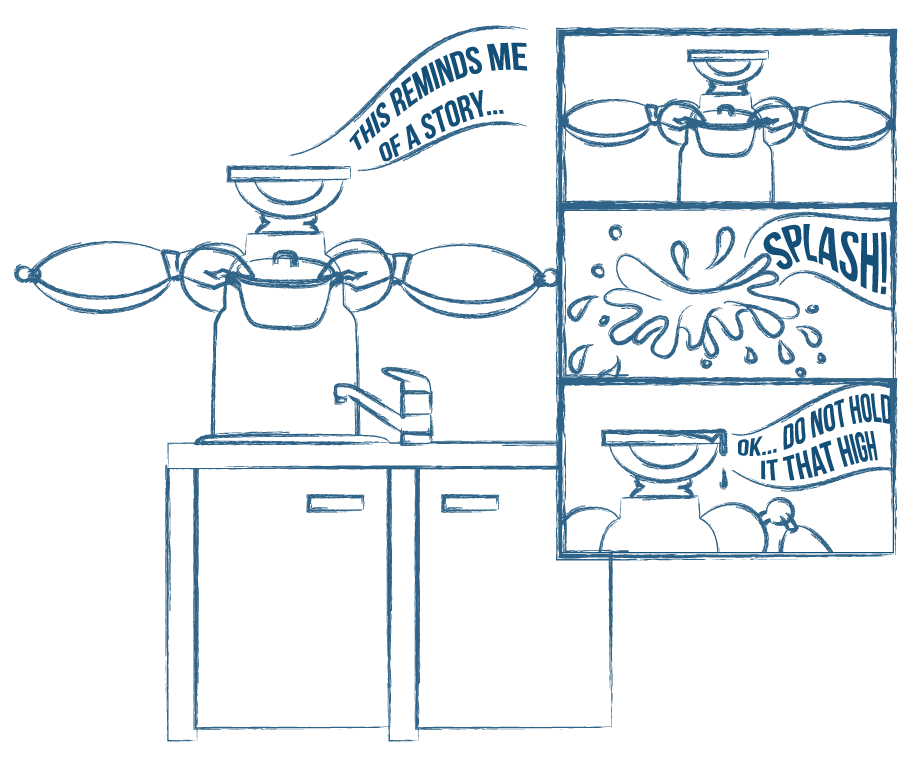 THIS REMINDS ME
OF A STORY...
SPLASH!
OK... DO NOT HOLD
IT THAT HIGH